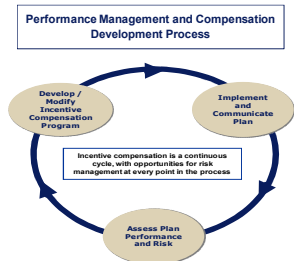 Performance Management and Compensation
Development Process
Develop /
Modify
Incentive
Compensation
Program
Implement
and
Communicate
Plan
Incentive compensation is a continuous
cycle, with opportunities for risk
management at every point in the process
Assess Plan
Performance
and Risk